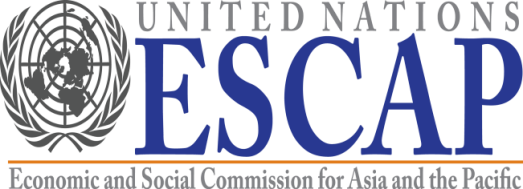 UNITED NATIONS
ESCAP
Economic and Social Commission for Asia and the Pacific